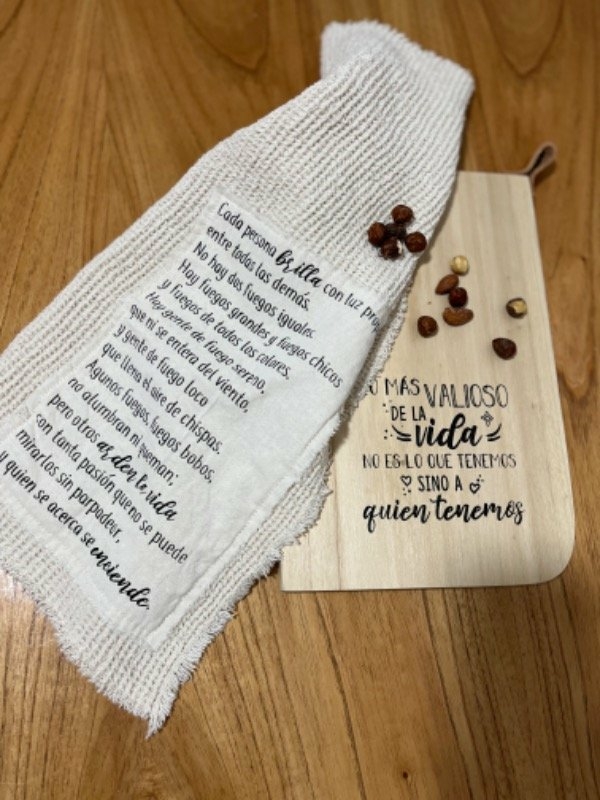 Cada persona brilla con luz prop
entre todas las demás.
No hay dos fuegos iguales.
Hay fuegos grandes y fuegos chicos
y fuegos de todos los colores.
Hay gente de fuego sereno,
que ni se entera del viento,
y gente de fuego loco
que llena el aire de chispas.
Agunos fuegos, fuegos bobos,
no alumbran ni queman;
pero otros arden la vida
con tanta pasión queno se puede
mirarlos sin parpadear,
y quien se acerca se enciende.
LO MÁS VALIOSO
DE LA
vida
NO ES LO QUE TENEMOS
SINO A
quien tenemos